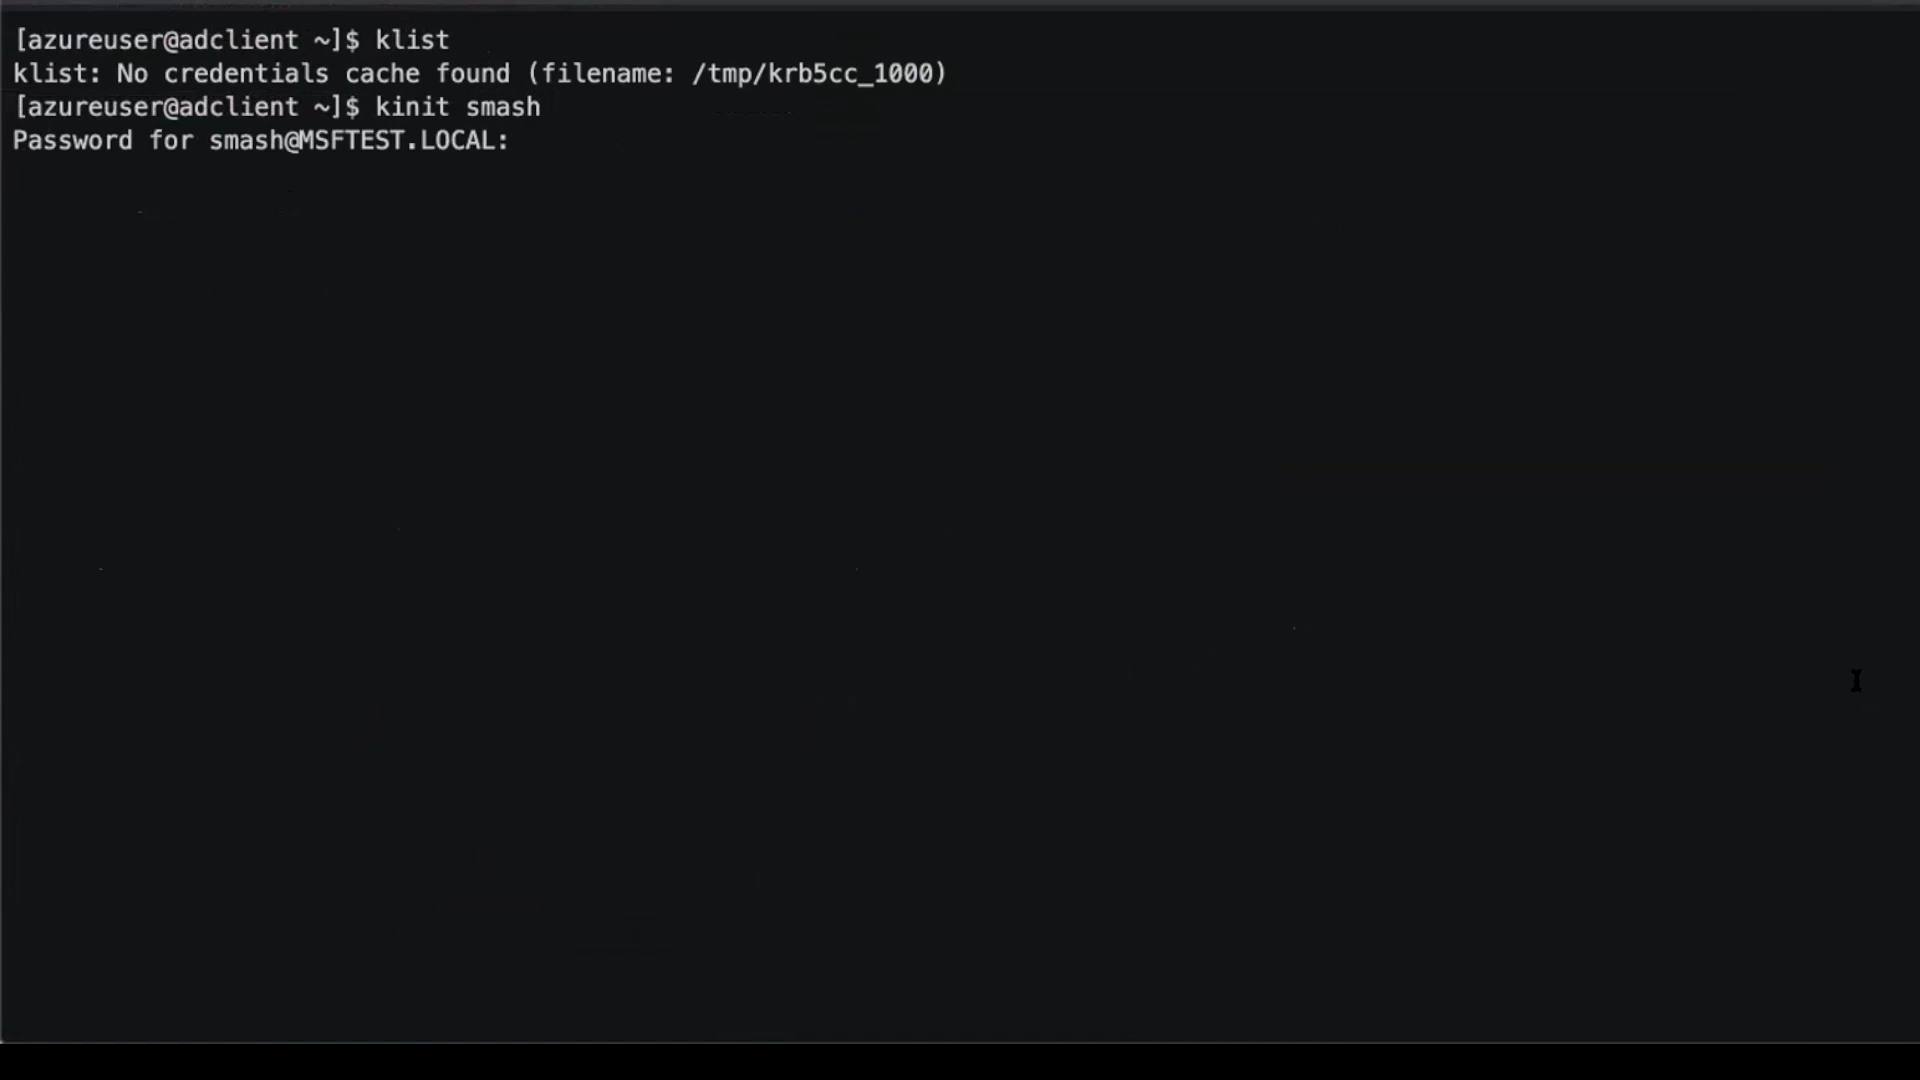 [azureuser@adclient ~]$ klist
klist: No credentials cache found (filename: /tmp/krb5cc_1000)
[azureuser@adclient ~]$ kinit smash
Password for smash@MSFTEST.LOCAL: